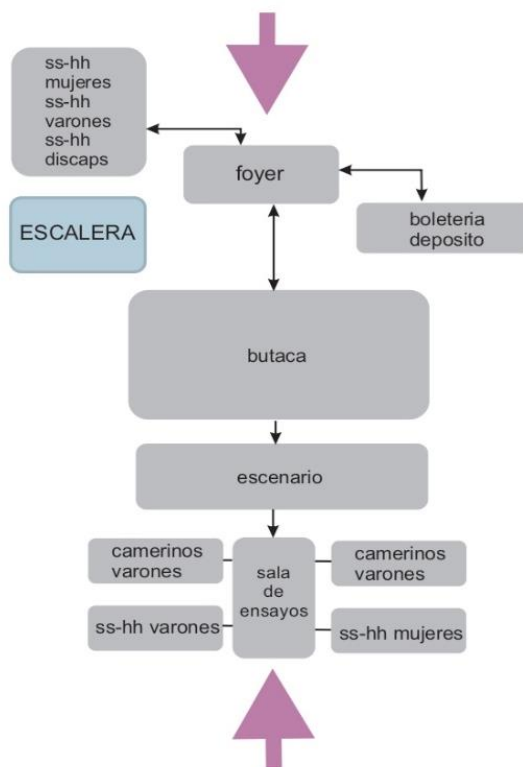 ss-hh
mujeres
ss-hh
varones
ss-hh
discaps
foyer
ESCALERA
boleteria
deposito
butaca
escenario
camerinos
varones
sala
de
ensayos
camerinos
varones
ss-hh varones
ss-hh mujeres